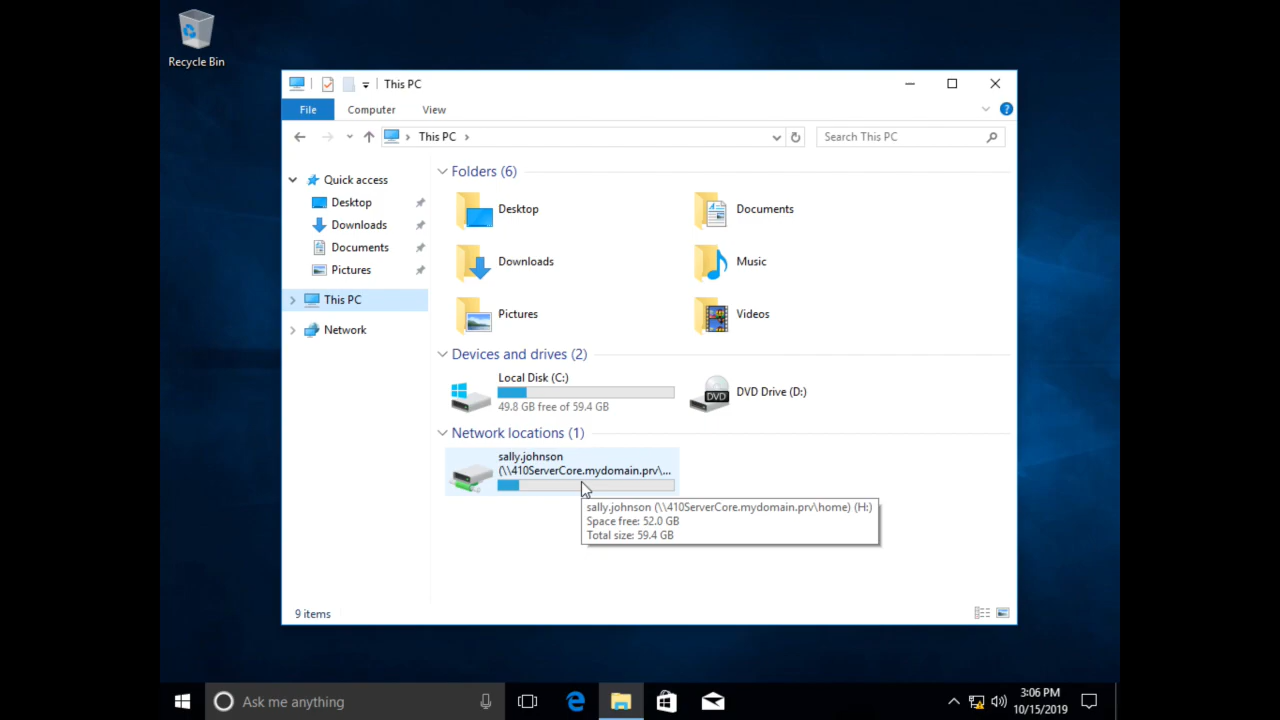 Recycle Bin
This PC
File Computer View
This PC
Search This PC
Quick access
Desktop
Downloads
Documents
Pictures
This PC
Network
Folders (6)
Desktop
Documents
Downloads
Music
Pictures
Videos
Devices and drives (2)
Local Disk (C:)
49.8 GB free of 59.4 GB
DVD
DVD Drive (D:)
Network locations (1)
sally.johnson
(\\410ServerCore.mydomain.prv\...
sally.johnson (\\410ServerCore.mydomain.prv\home) (H:)
Space free: 52.0 GB
Total size: 59.4 GB
9 items
Ask me anything
3:06 PM
10/15/2019